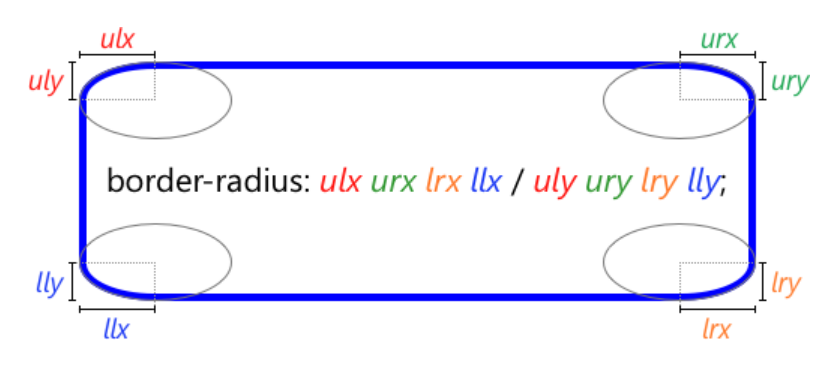 ulx
urx
uly
ury
border-radius: ulx urx lrx llx / uly ury lry lly;
lly
lry
llx
lrx